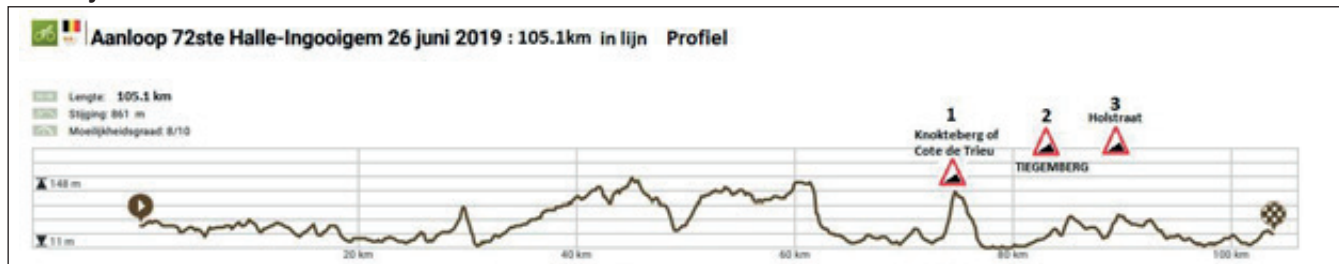 Aanloop 72ste Halle-Ingooigem 26 juni 2019 : 105.1km in lijn Profiel
Lengte: 105.1 km
Stijging: 861 m
Moeilijkheidsgraad: 8/10
1
Knokteberg of
Cote de Trieu
2
TIEGEMBERG
3
Holstraat
148 m
11 m
20 km
40 km
60 km
80 km
100 km